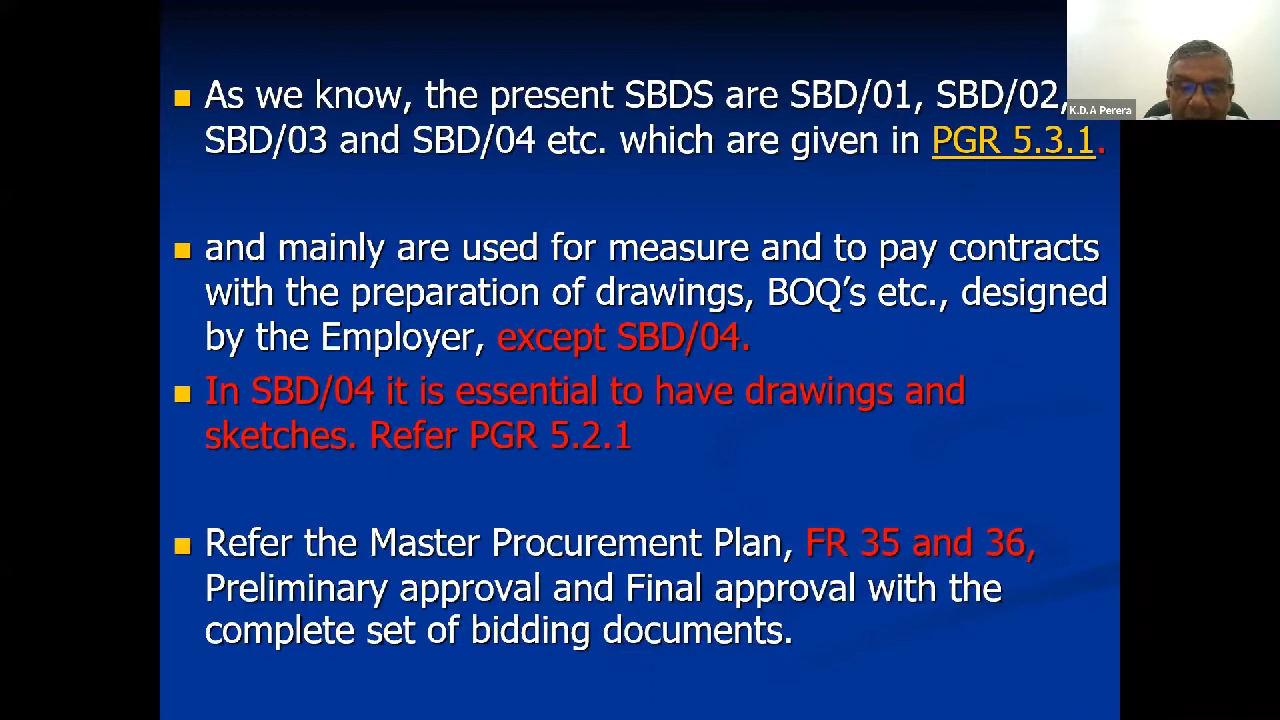 As we know, the present SBDS are SBD/01, SBD/02,
SBD/03 and SBD/04 etc. which are given in PGR 5.3.1.
and mainly are used for measure and to pay contracts
with the preparation of drawings, BOQ’s etc., designed
by the Employer, except SBD/04.
In SBD/04 it is essential to have drawings and
sketches. Refer PGR 5.2.1
Refer the Master Procurement Plan, FR 35 and 36,
Preliminary approval and Final approval with the
complete set of bidding documents.
K.D.A Perera